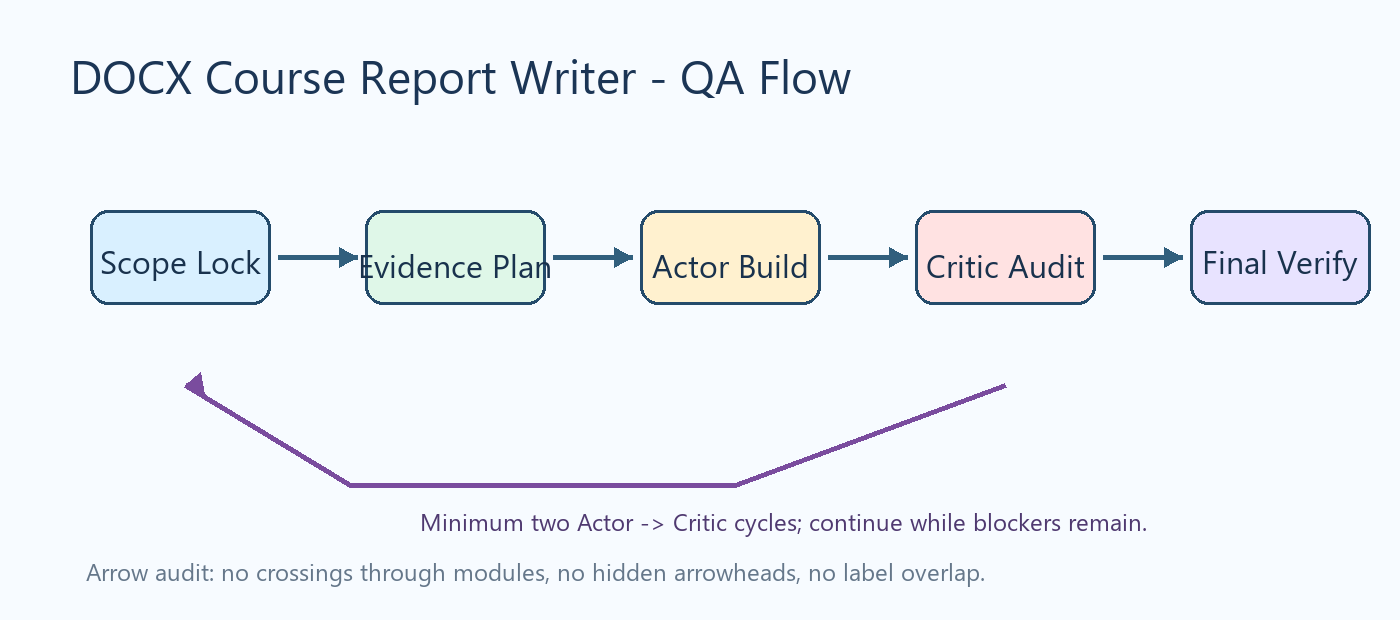 DOCX Course Report Writer - QA Flow
Scope Lock
Evidence Plan
Actor Build
Critic Audit
Final Verify
Minimum two Actor -> Critic cycles; continue while blockers remain.
Arrow audit: no crossings through modules, no hidden arrowheads, no label overlap.